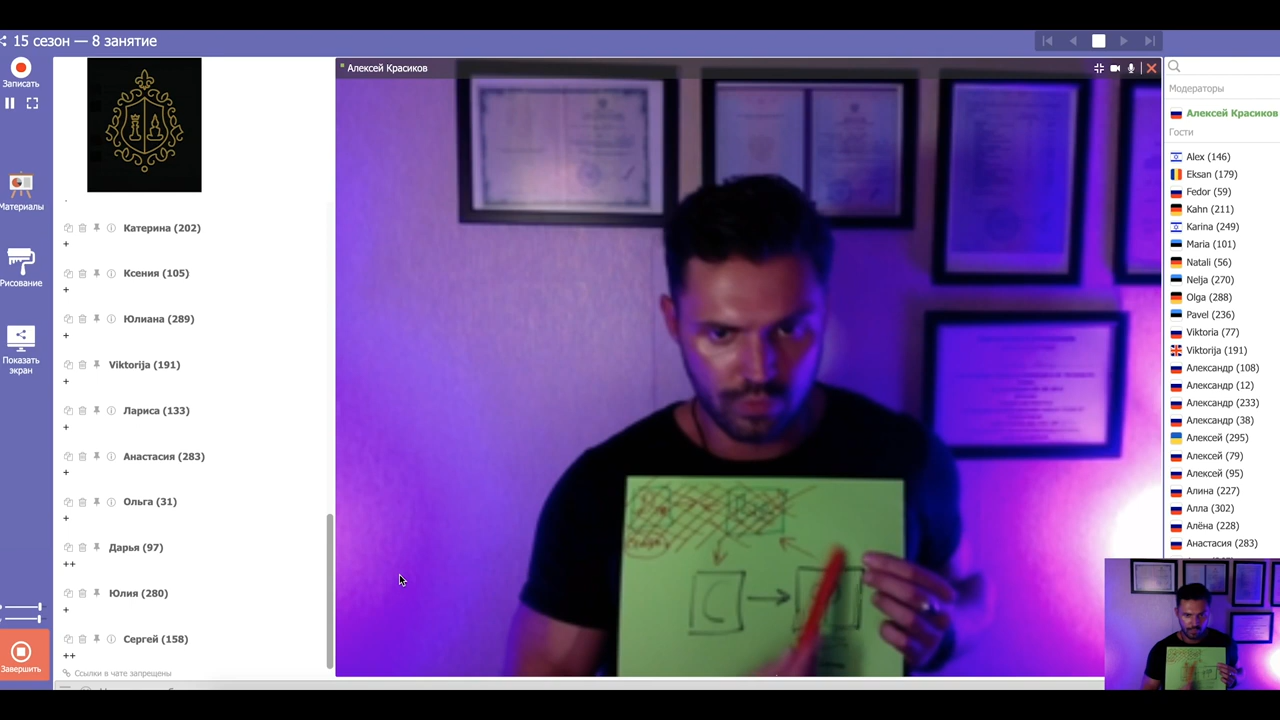 15 сезон — 8 занятие
Записать
Материалы
Рисование
Показать
экран
Завершить
Катерина (202)
+
Ксения (105)
+
Юлиана (289)
+
Viktorija (191)
+
Лариса (133)
+
Анастасия (283)
+
Ольга (31)
+
Дарья (97)
++
Юлия (280)
+
Сергей (158)
++
Ссылки в чате запрещены
Алексей Красиков
Модераторы
Алексей Красиков
Гости
Alex (146)
Eksan (179)
Fedor (59)
Kahn (211)
Karina (249)
Maria (101)
Natali (56)
Nelja (270)
Olga (288)
Pavel (236)
Viktoria (77)
Viktorija (191)
Александр (108)
Александр (12)
Александр (233)
Александр (38)
Алексей (295)
Алексей (79)
Алексей (95)
Алина (227)
Алла (302)
Алёна (228)
Анастасия (283)